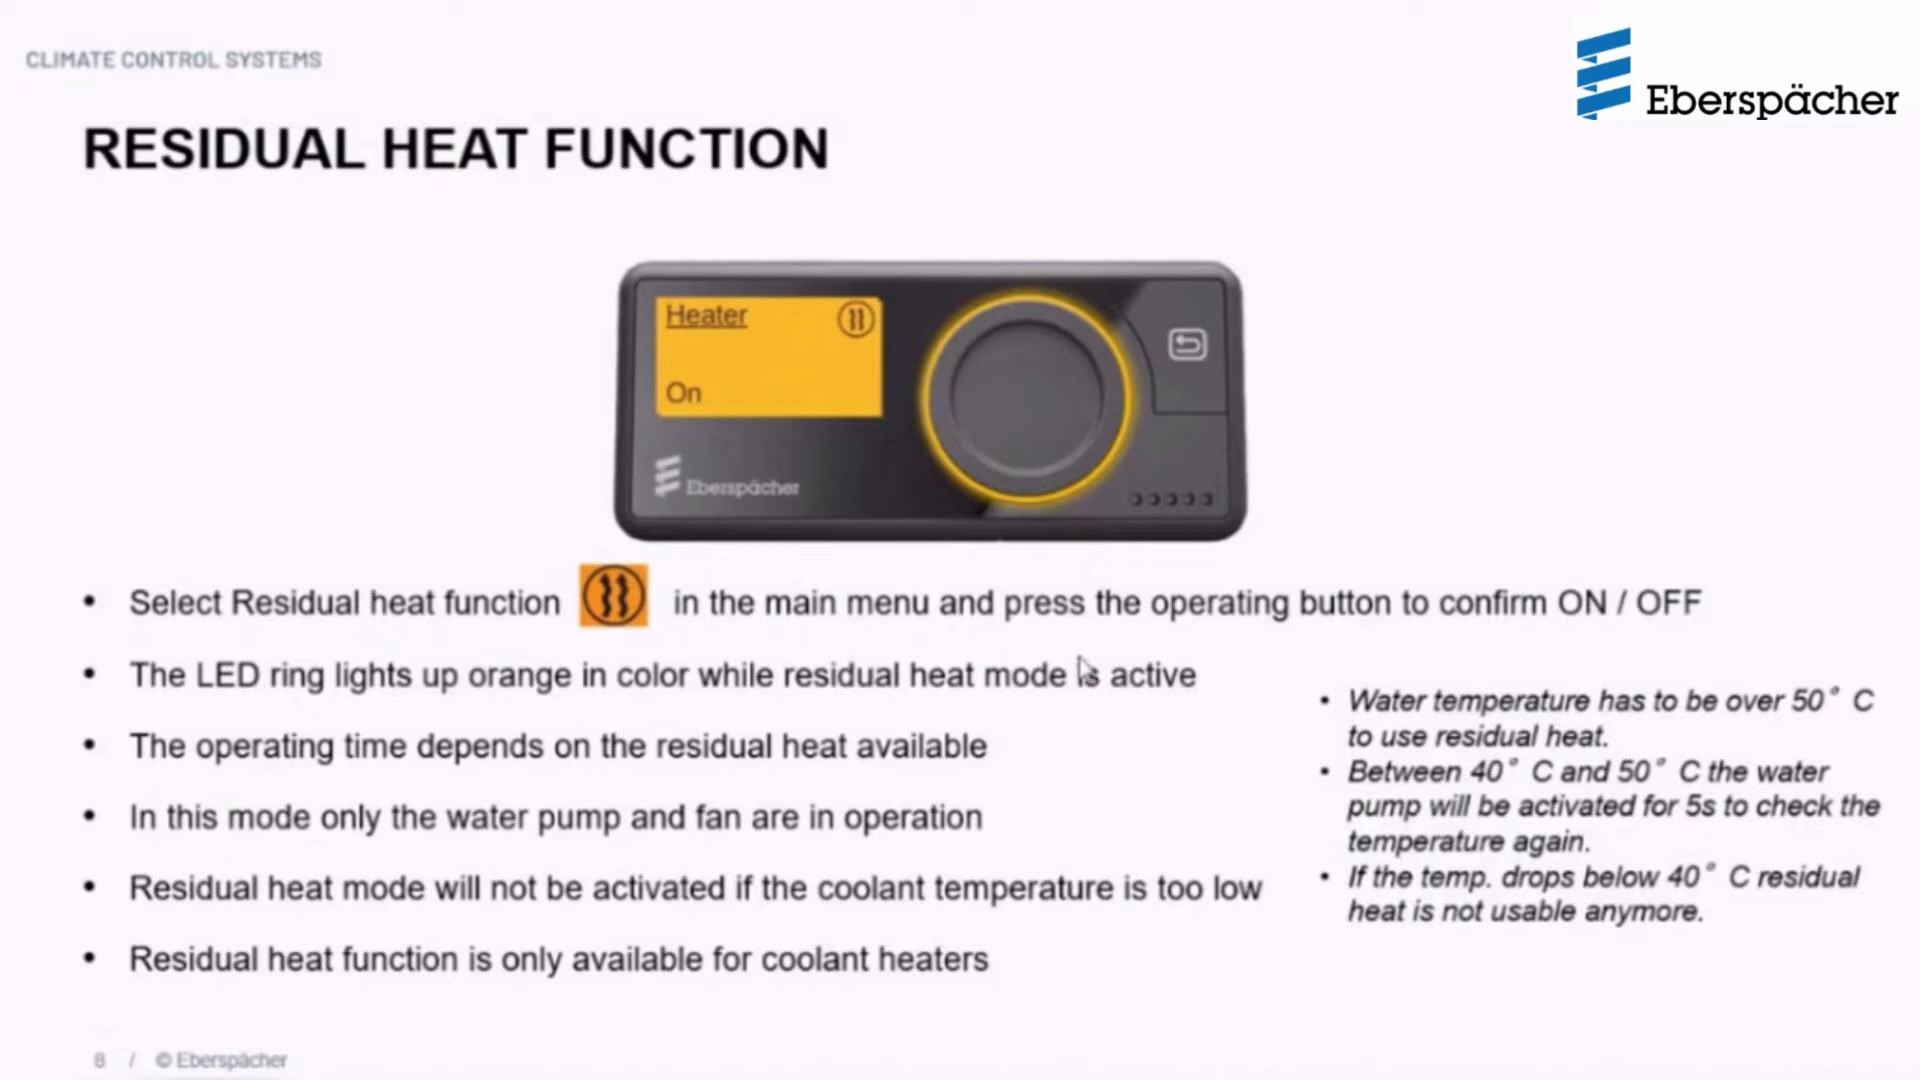 CLIMATE CONTROL SYSTEMS
Eberspächer
RESIDUAL HEAT FUNCTION
Heater
On
Eberspächer
• Select Residual heat function in the main menu and press the operating button to confirm ON / OFF
• The LED ring lights up orange in color while residual heat mode is active
• The operating time depends on the residual heat available
• In this mode only the water pump and fan are in operation
• Residual heat mode will not be activated if the coolant temperature is too low
• Residual heat function is only available for coolant heaters
• Water temperature has to be over 50° C
to use residual heat.
• Between 40° C and 50° C the water
pump will be activated for 5s to check the
temperature again.
• If the temp. drops below 40° C residual
heat is not usable anymore.
8 / © Eberspächer